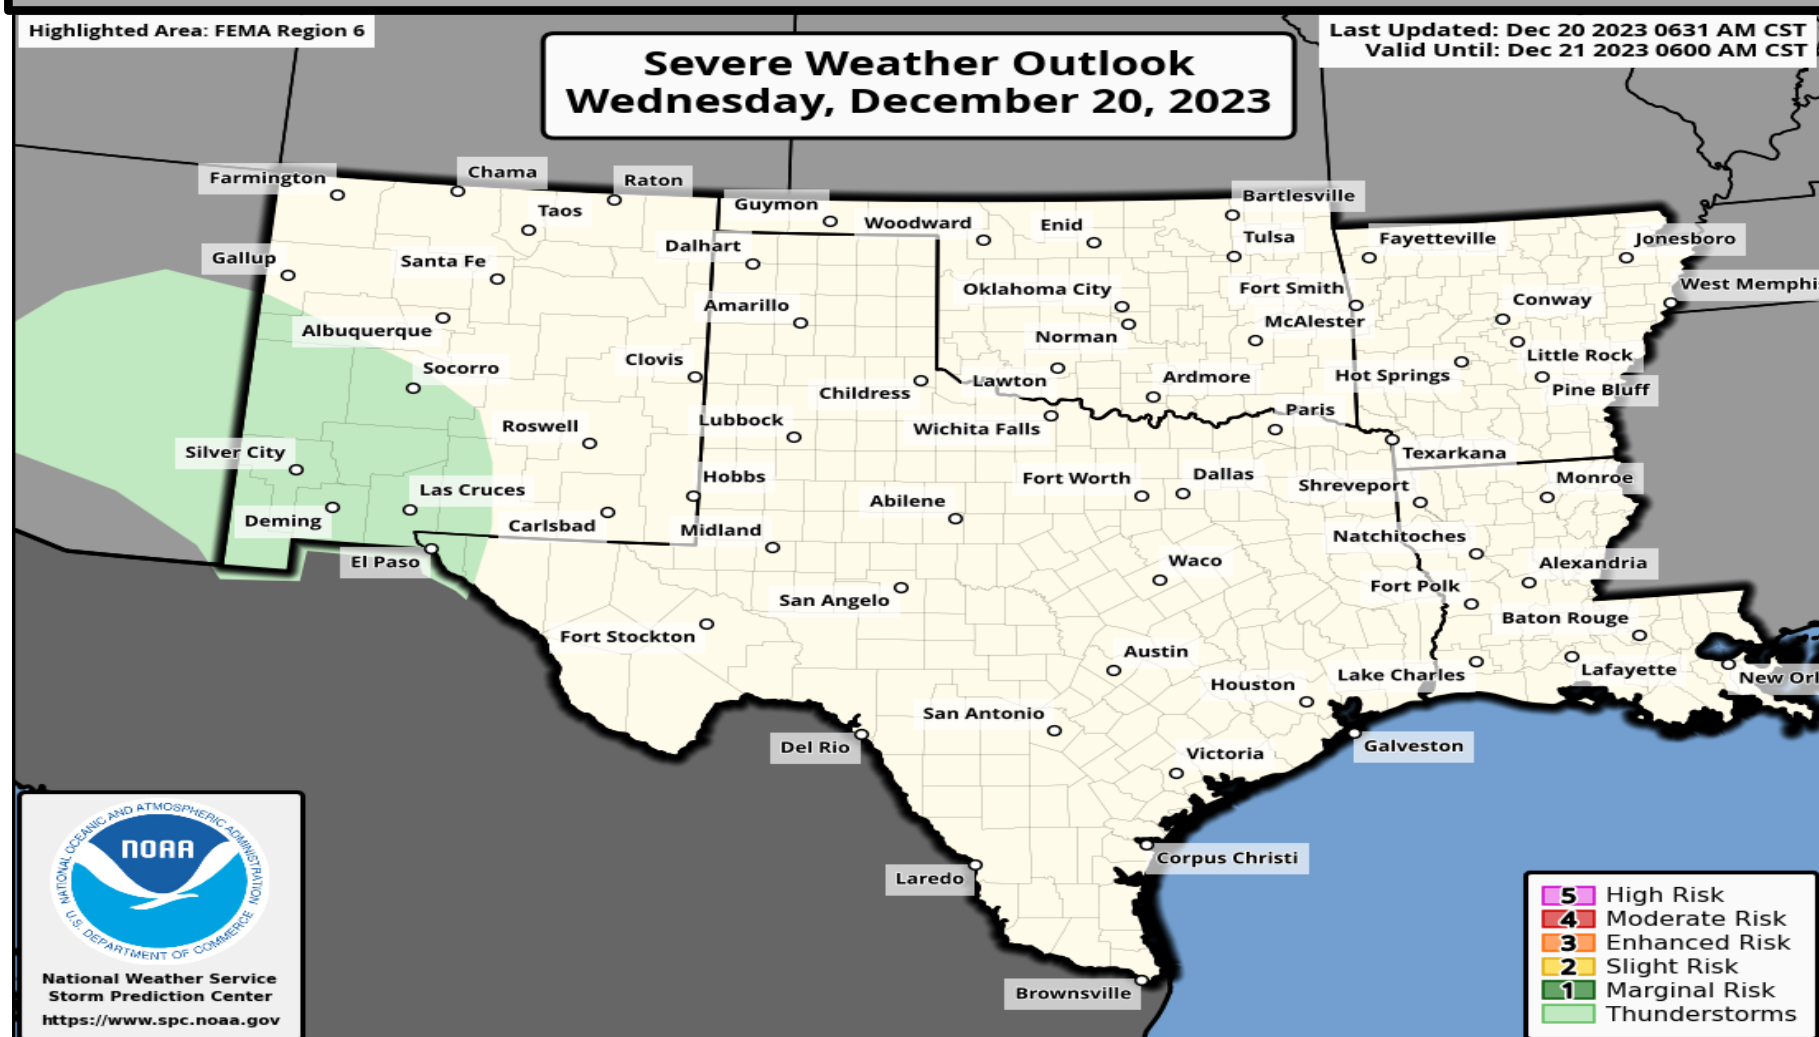 Highlighted Area: FEMA Region 6
Severe Weather Outlook
Wednesday, December 20, 2023
Last Updated: Dec 20 2023 0631 AM CST
Valid Until: Dec 21 2023 0600 AM CST
Farmington
Chama
Raton
Taos
Guymon
Woodward
Enid
Bartlesville
Gallup
Santa Fe
Dalhart
Tulsa
Fayetteville
Jonesboro
Amarillo
Oklahoma City
Fort Smith
Conway
West Memphi
Albuquerque
Norman
McAlester
Socorro
Clovis
Childress
Lawton
Ardmore
Hot Springs
Little Rock
Pine Bluff
Roswell
Lubbock
Wichita Falls
Paris
Silver City
Texarkana
Las Cruces
Hobbs
Abilene
Fort Worth
Dallas
Shreveport
Monroe
Deming
Carlsbad
Midland
Natchitoches
El Paso
San Angelo
Waco
Fort Polk
Alexandria
Fort Stockton
Baton Rouge
Austin
Houston
Lake Charles
Lafayette
New Orl
San Antonio
Del Rio
Victoria
Galveston
Corpus Christi
Laredo
Brownsville
NATIONAL OCEANIC AND ATMOSPHERIC ADMINISTRATION
NOAA
U.S. DEPARTMENT OF COMMERCE
National Weather Service
Storm Prediction Center
https://www.spc.noaa.gov
5 High Risk
4 Moderate Risk
3 Enhanced Risk
2 Slight Risk
1 Marginal Risk
Thunderstorms